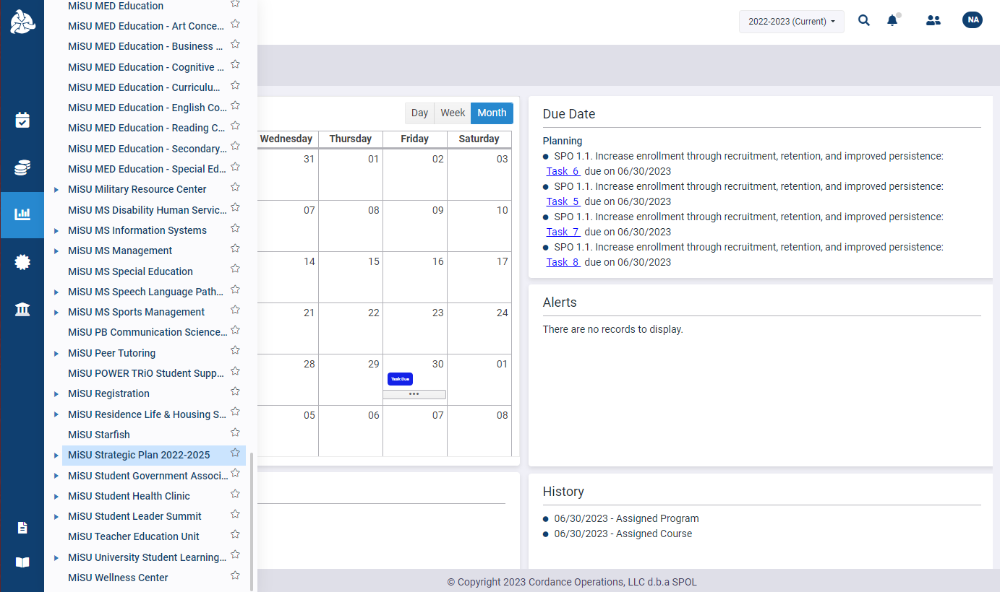 MiSU MED Education
MiSU MED Education - Art Conce...
MiSU MED Education - Business ...
MiSU MED Education - Cognitive ...
MiSU MED Education - Curriculu...
MiSU MED Education - English Co...
MiSU MED Education - Reading C...
MiSU MED Education - Secondary...
MiSU MED Education - Special Ed...
MiSU Military Resource Center
MiSU MS Disability Human Servic...
MiSU MS Information Systems
MiSU MS Management
MiSU MS Special Education
MiSU MS Speech Language Path...
MiSU MS Sports Management
MiSU PB Communication Science...
MiSU Peer Tutoring
MiSU POWER TRiO Student Supp...
MiSU Registration
MiSU Residence Life & Housing S...
MiSU Starfish
MiSU Strategic Plan 2022-2025
MiSU Student Government Associ...
MiSU Student Health Clinic
MiSU Student Leader Summit
MiSU Teacher Education Unit
MiSU University Student Learning...
MiSU Wellness Center
2022-2023 (Current)
NA
Day Week Month
Wednesday Thursday Friday Saturday
31 01 02 03
07 08 09 10
14 15 16 17
21 22 23 24
28 29 30 01
Task Due
•••
05 06 07 08
Due Date
Planning
SPO 1.1. Increase enrollment through recruitment, retention, and improved persistence:
Task 6 due on 06/30/2023
SPO 1.1. Increase enrollment through recruitment, retention, and improved persistence:
Task 5 due on 06/30/2023
SPO 1.1. Increase enrollment through recruitment, retention, and improved persistence:
Task 7 due on 06/30/2023
SPO 1.1. Increase enrollment through recruitment, retention, and improved persistence:
Task 8 due on 06/30/2023
Alerts
There are no records to display.
History
06/30/2023 - Assigned Program
06/30/2023 - Assigned Course
© Copyright 2023 Cordance Operations, LLC d.b.a SPOL